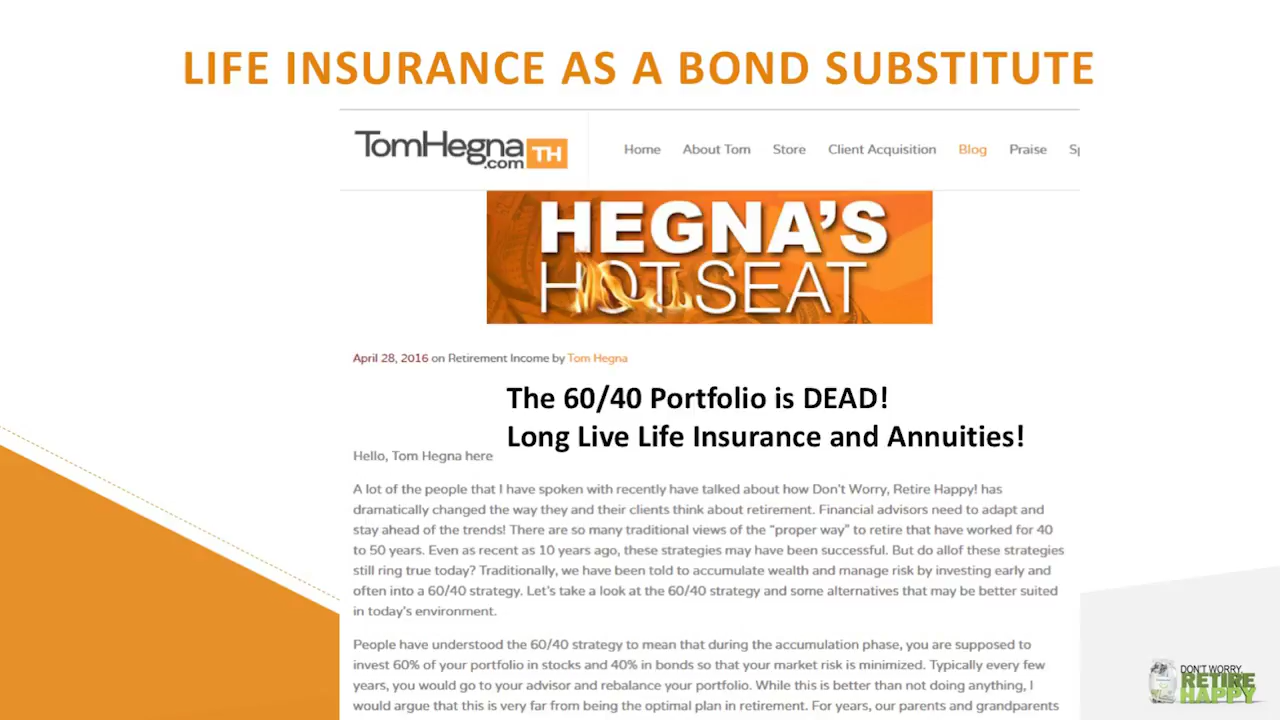 LIFE INSURANCE AS A BOND SUBSTITUTE
TomHegna
.com
TH
Home About Tom Store Client Acquisition Blog Praise Sp
HEGNA'S
HOT SEAT
April 28, 2016 on Retirement Income by Tom Hegna
The 60/40 Portfolio is DEAD!
Long Live Life Insurance and Annuities!
Hello, Tom Hegna here
A lot of the people that I have spoken with recently have talked about how Don't Worry, Retire Happy! has
dramatically changed the way they and their clients think about retirement. Financial advisors need to adapt and
stay ahead of the trends! There are so many traditional views of the "proper way" to retire that have worked for 40
to 50 years. Even as recent as 10 years ago, these strategies may have been successful. But do allof these strategies
still ring true today? Traditionally, we have been told to accumulate wealth and manage risk by investing early and
often into a 60/40 strategy. Let's take a look at the 60/40 strategy and some alternatives that may be better suited
in today's environment.
People have understood the 60/40 strategy to mean that during the accumulation phase, you are supposed to
invest 60% of your portfolio in stocks and 40% in bonds so that your market risk is minimized. Typically every few
years, you would go to your advisor and rebalance your portfolio. While this is better than not doing anything, I
would argue that this is very far from being the optimal plan in retirement. For years, our parents and grandparents
DON'T WORRY,
RETIRE
HAPPY